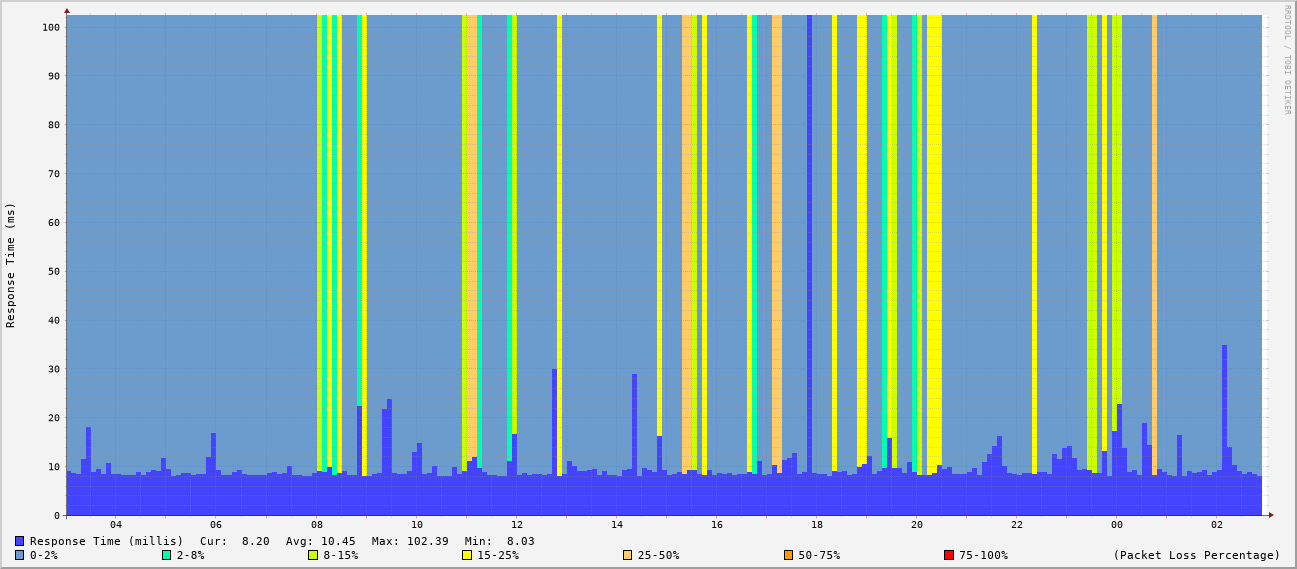 RRDTOOL / TOBI OETIKER
Response Time (ms)
100
90
80
70
60
50
40
30
20
10
0
04 06 08 10 12 14 16 18 20 22 00 02
Response Time (millis) Cur: 8.20 Avg: 10.45 Max: 102.39 Min: 8.03
0-2% 2-8% 8-15% 15-25% 25-50% 50-75% 75-100% (Packet Loss Percentage)